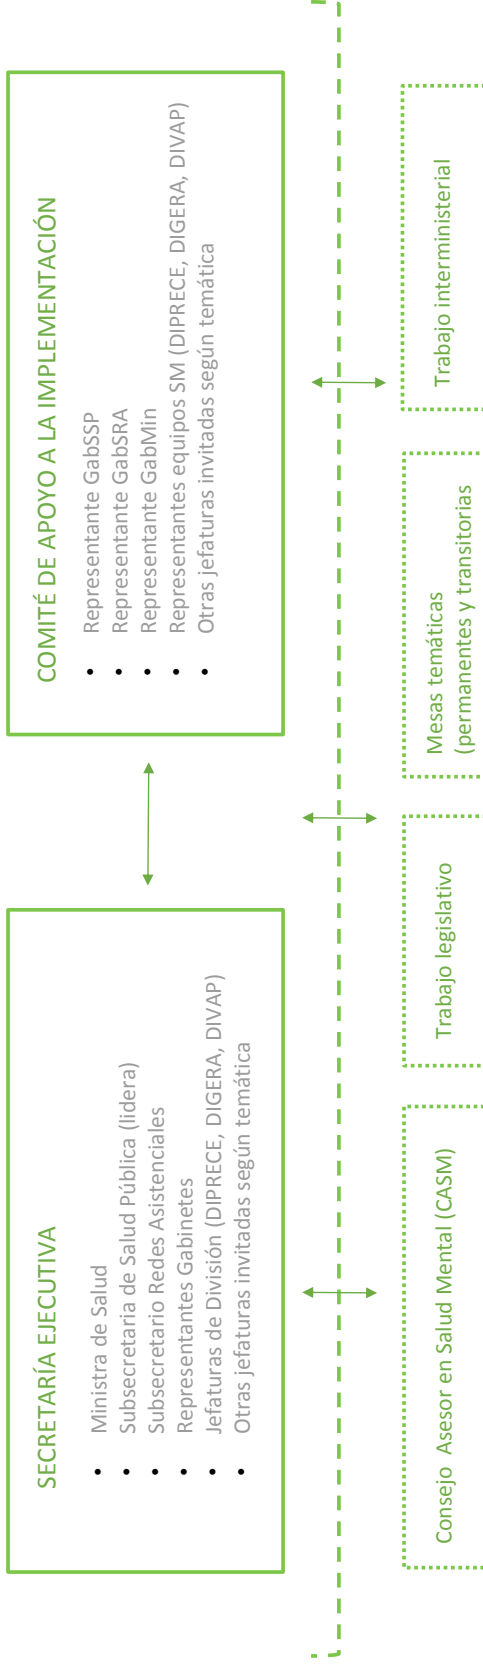 SECRETARÍA EJECUTIVA
• Ministra de Salud
• Subsecretaria de Salud Pública (lidera)
• Subsecretario Redes Asistenciales
• Representantes Gabinetes
• Jefaturas de División (DIPRECE, DIGERA, DIVAP)
• Otras jefaturas invitadas según temática
COMITÉ DE APOYO A LA IMPLEMENTACIÓN
• Representante GabSSP
• Representante GabSRA
• Representante GabMin
• Representantes equipos SM (DIPRECE, DIGERA, DIVAP)
• Otras jefaturas invitadas según temática
Consejo Asesor en Salud Mental (CASM)
Trabajo legislativo
Mesas temáticas
(permanentes y transitorias
Trabajo interministerial